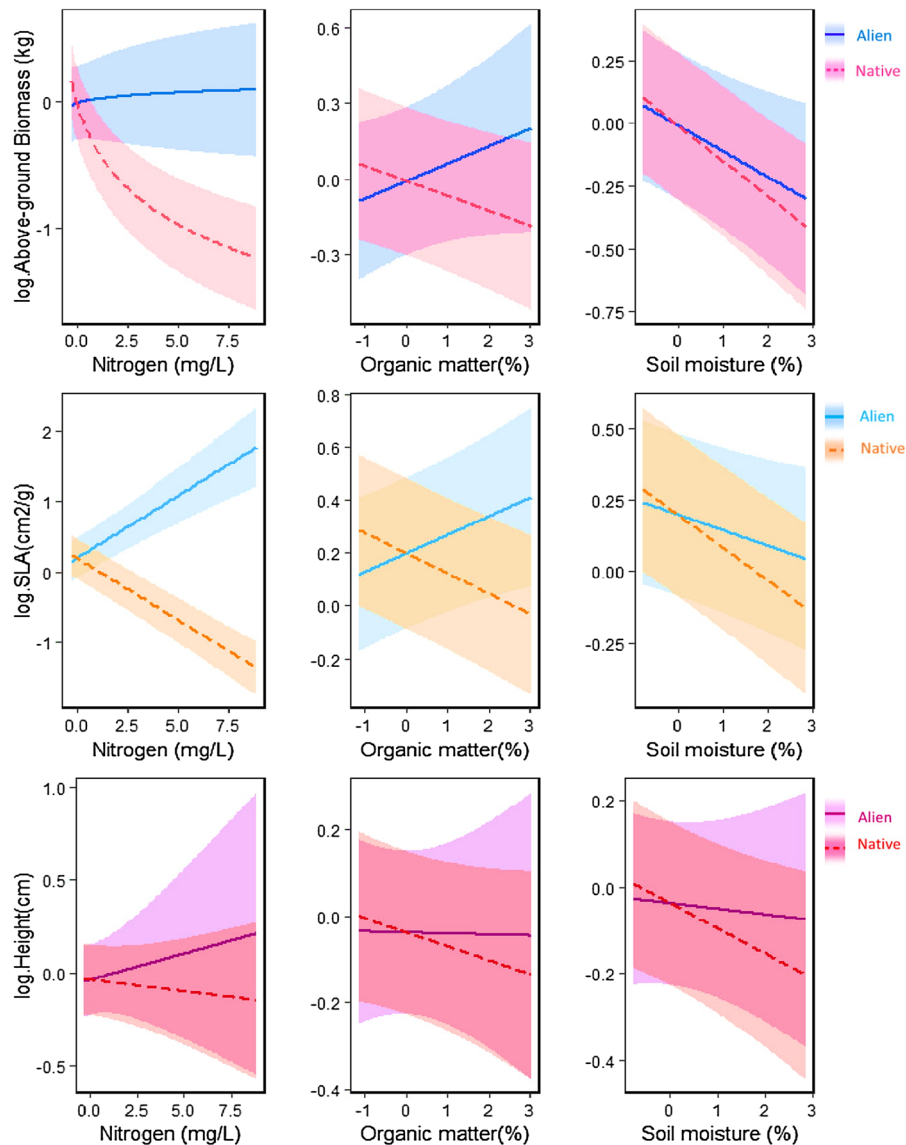 log.Above-ground Biomass (kg)
0
-1
0.0 2.5 5.0 7.5
Nitrogen (mg/L)
0.6
0.3
0.0
-0.3
-1 0 1 2 3
Organic matter(%)
0.25
0.00
-0.25
-0.50
-0.75
0 1 2 3
Soil moisture (%)
Alien
Native
log.SLA(cm2/g)
2
1
0
-1
0.0 2.5 5.0 7.5
Nitrogen (mg/L)
0.8
0.6
0.4
0.2
0.0
-0.2
-1 0 1 2 3
Organic matter(%)
0.50
0.25
0.00
-0.25
0 1 2 3
Soil moisture (%)
Alien
Native
log.Height(cm)
1.0
0.5
0.0
-0.5
0.0 2.5 5.0 7.5
Nitrogen (mg/L)
0.2
-0.0
-0.2
-0.4
-1 0 1 2 3
Organic matter(%)
0.2
-0.0
-0.2
-0.4
0 1 2 3
Soil moisture (%)
Alien
Native